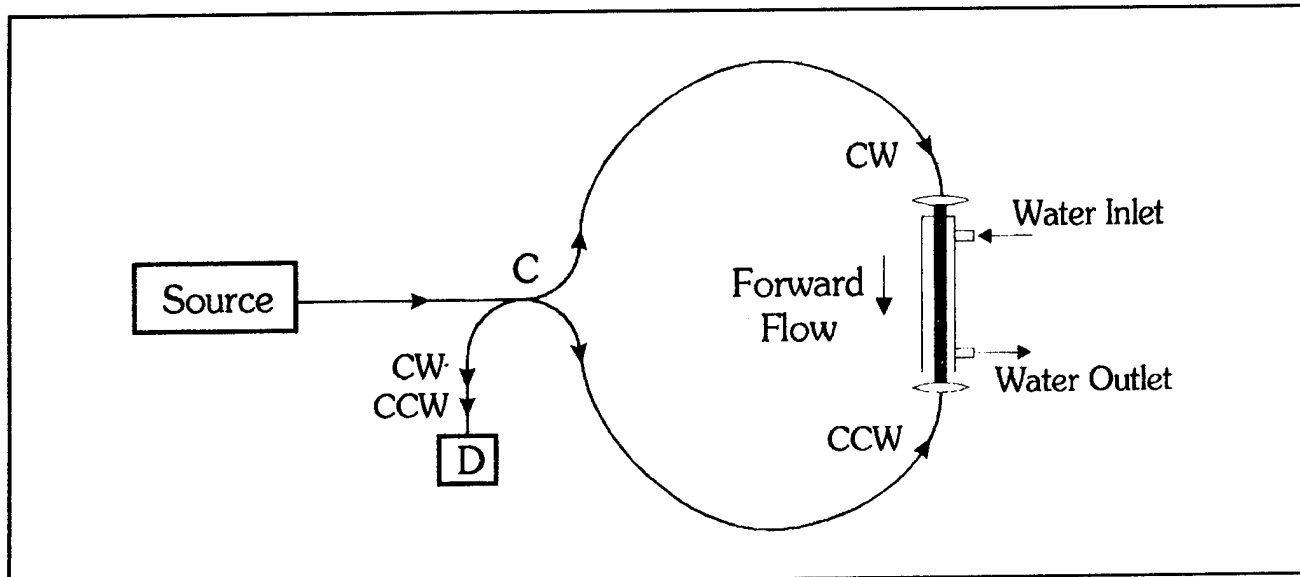 CW
Water Inlet
C
Source
Forward
Flow
CW
CCW
Water Outlet
CCW
D